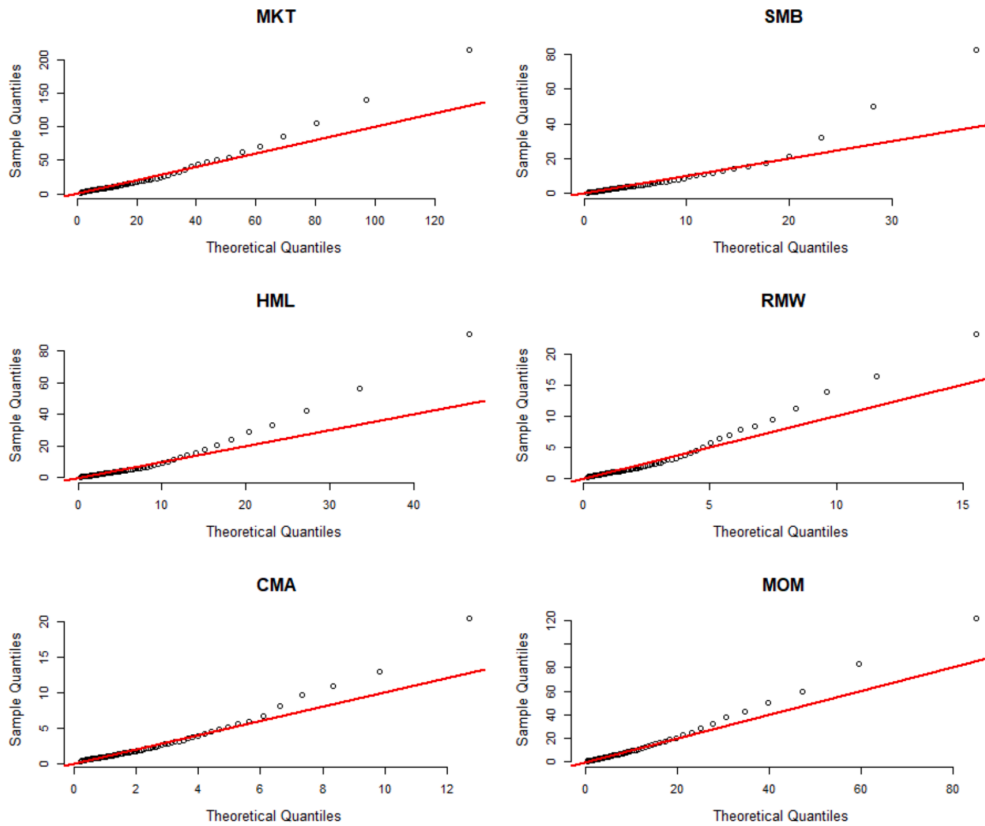 MKT
Sample Quantiles
200
150
100
50
0
0 20 40 60 80 100 120
Theoretical Quantiles
SMB
Sample Quantiles
80
60
40
20
0
0 10 20 30
Theoretical Quantiles
HML
Sample Quantiles
80
60
40
20
0
0 10 20 30 40
Theoretical Quantiles
RMW
Sample Quantiles
20
15
10
5
0
0 5 10 15
Theoretical Quantiles
CMA
Sample Quantiles
20
15
10
5
0
0 2 4 6 8 10 12
Theoretical Quantiles
MOM
Sample Quantiles
120
80
60
40
20
0
0 20 40 60 80
Theoretical Quantiles